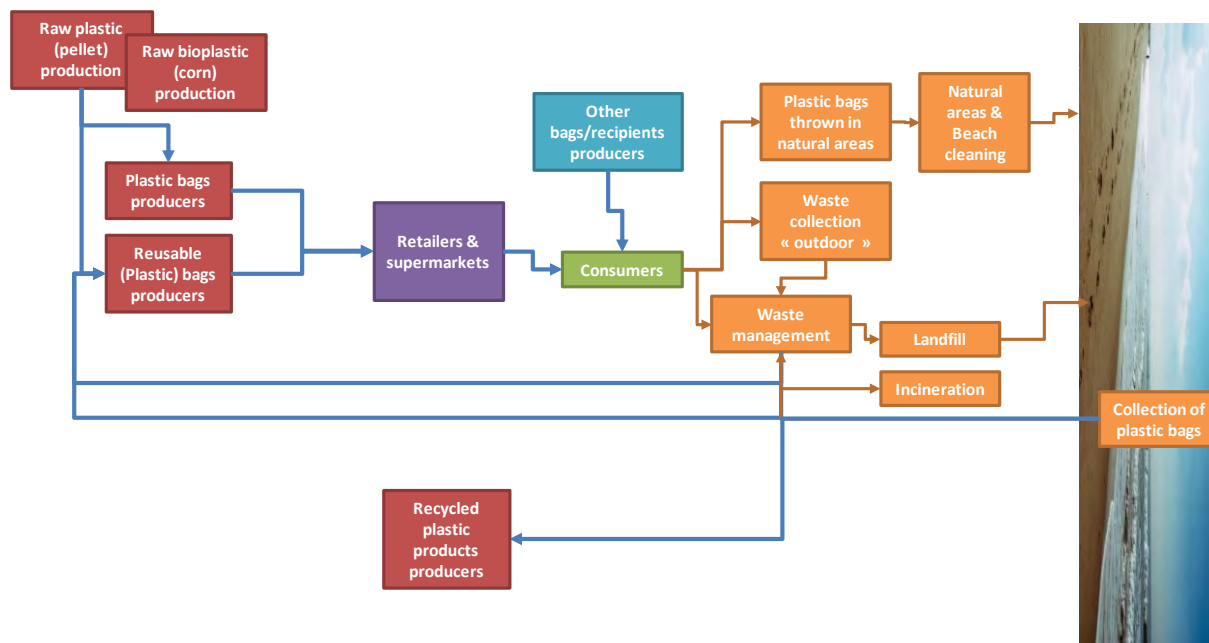 Raw plastic
(pellet)
production
Raw bioplastic
(corn)
production
Plastic bags
producers
Reusable
(Plastic) bags
producers
Retailers &
supermarkets
Other
bags/recipients
producers
Consumers
Plastic bags
thrown in
natural areas
Natural
areas &
Beach
cleaning
Waste
collection
« outdoor »
Waste
management
Landfill
Incineration
Collection of
plastic bags
Recycled
plastic
products
producers